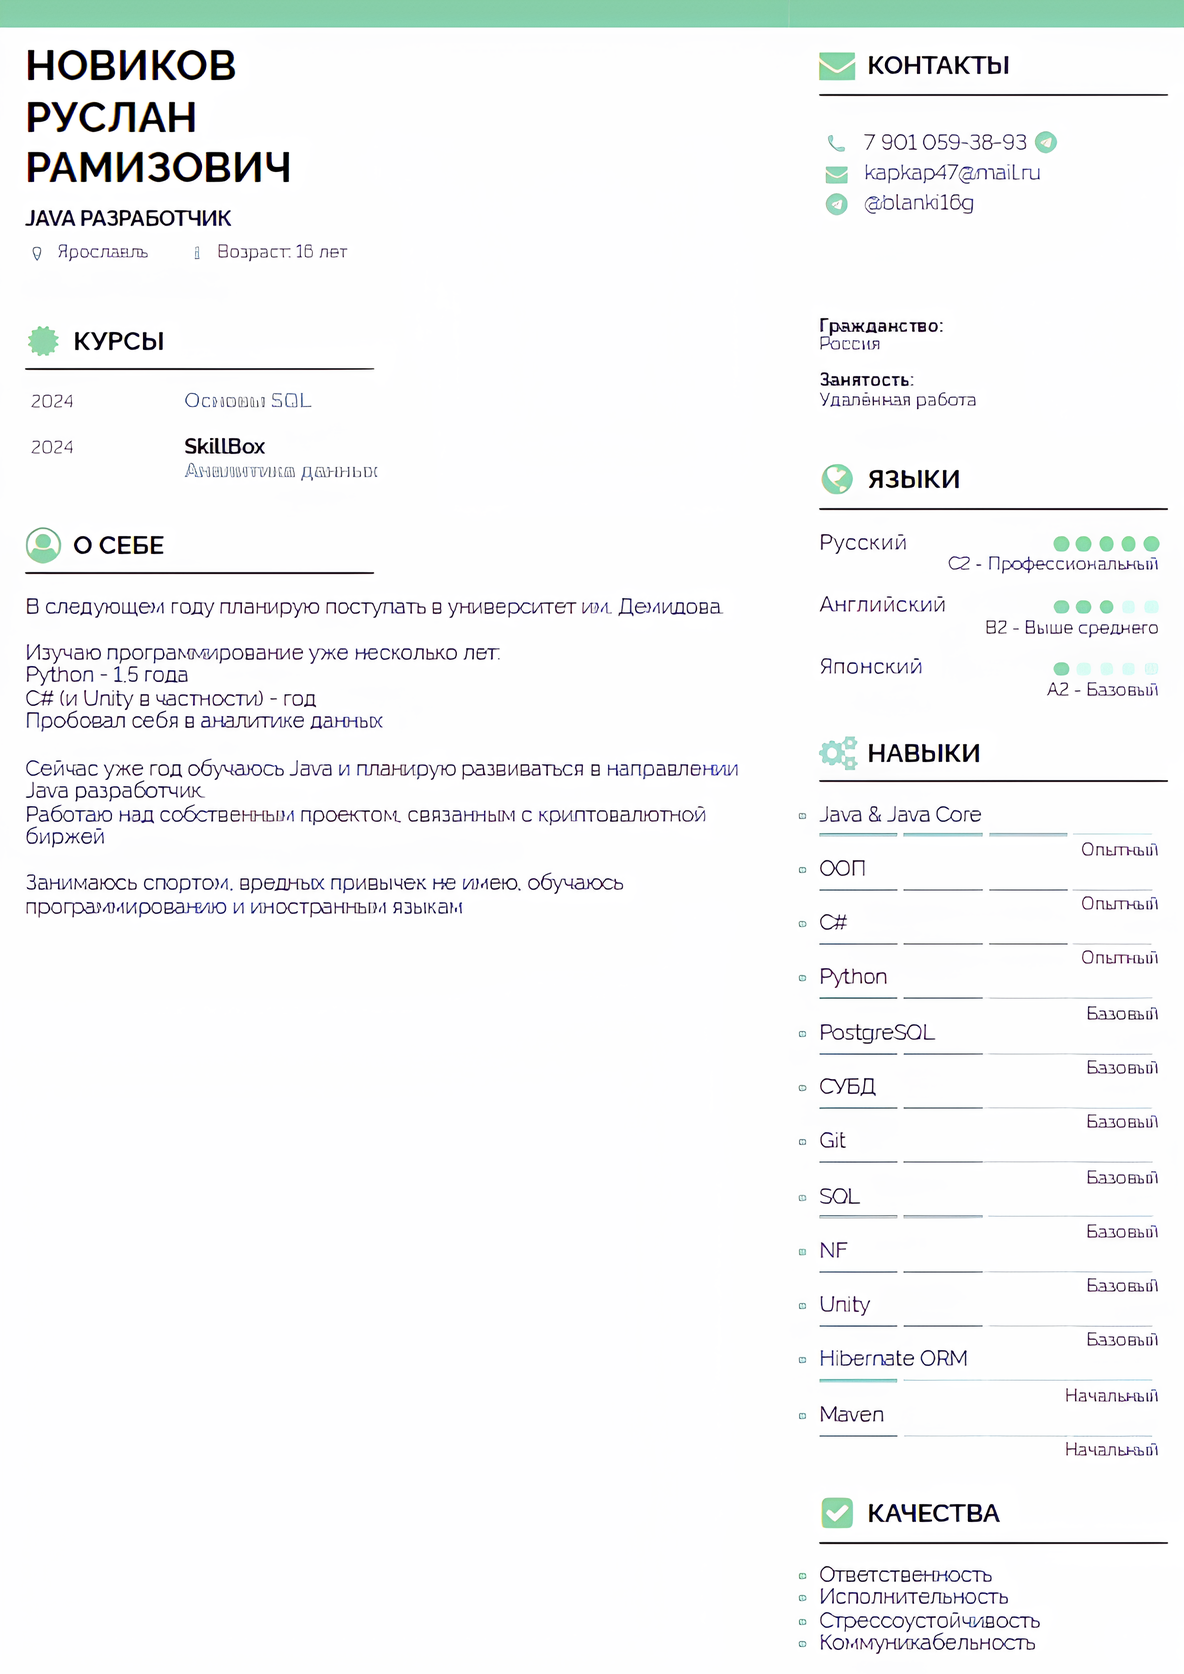 НОВИКОВ
РУСЛАН
РАМИЗОВИЧ
JAVA РАЗРАБОТЧИК
Ярославль
Возраст: 16 лет
КУРСЫ
2024
Основы SQL
2024
SkillBox
Аналитика данных
О СЕБЕ
В следующем году планирую поступать в университет им. Демидова.
Изучаю программирование уже несколько лет:
Python - 1.5 года
C# (и Unity в частности) - год
Пробовал себя в аналитике данных
Сейчас уже год обучаюсь Java и планирую развиваться в направлении
Java разработчик.
Работаю над собственным проектом, связанным с криптовалютной
биржей
Занимаюсь спортом, вредных привычек не имею, обучаюсь
программированию и иностранным языкам
КОНТАКТЫ
7 901 059-38-93
kapkap47@mail.ru
@blanki16g
Гражданство:
Россия
Занятость:
Удалённая работа
ЯЗЫКИ
Русский
C2 - Профессиональный
Английский
B2 - Выше среднего
Японский
A2 - Базовый
НАВЫКИ
Java & Java Core
Опытный
ООП
Опытный
C#
Опытный
Python
Базовый
PostgreSQL
Базовый
СУБД
Базовый
Git
Базовый
SQL
Базовый
NF
Базовый
Unity
Базовый
Hibernate ORM
Начальный
Maven
Начальный
КАЧЕСТВА
Ответственность
Исполнительность
Стрессоустойчивость
Коммуникабельность